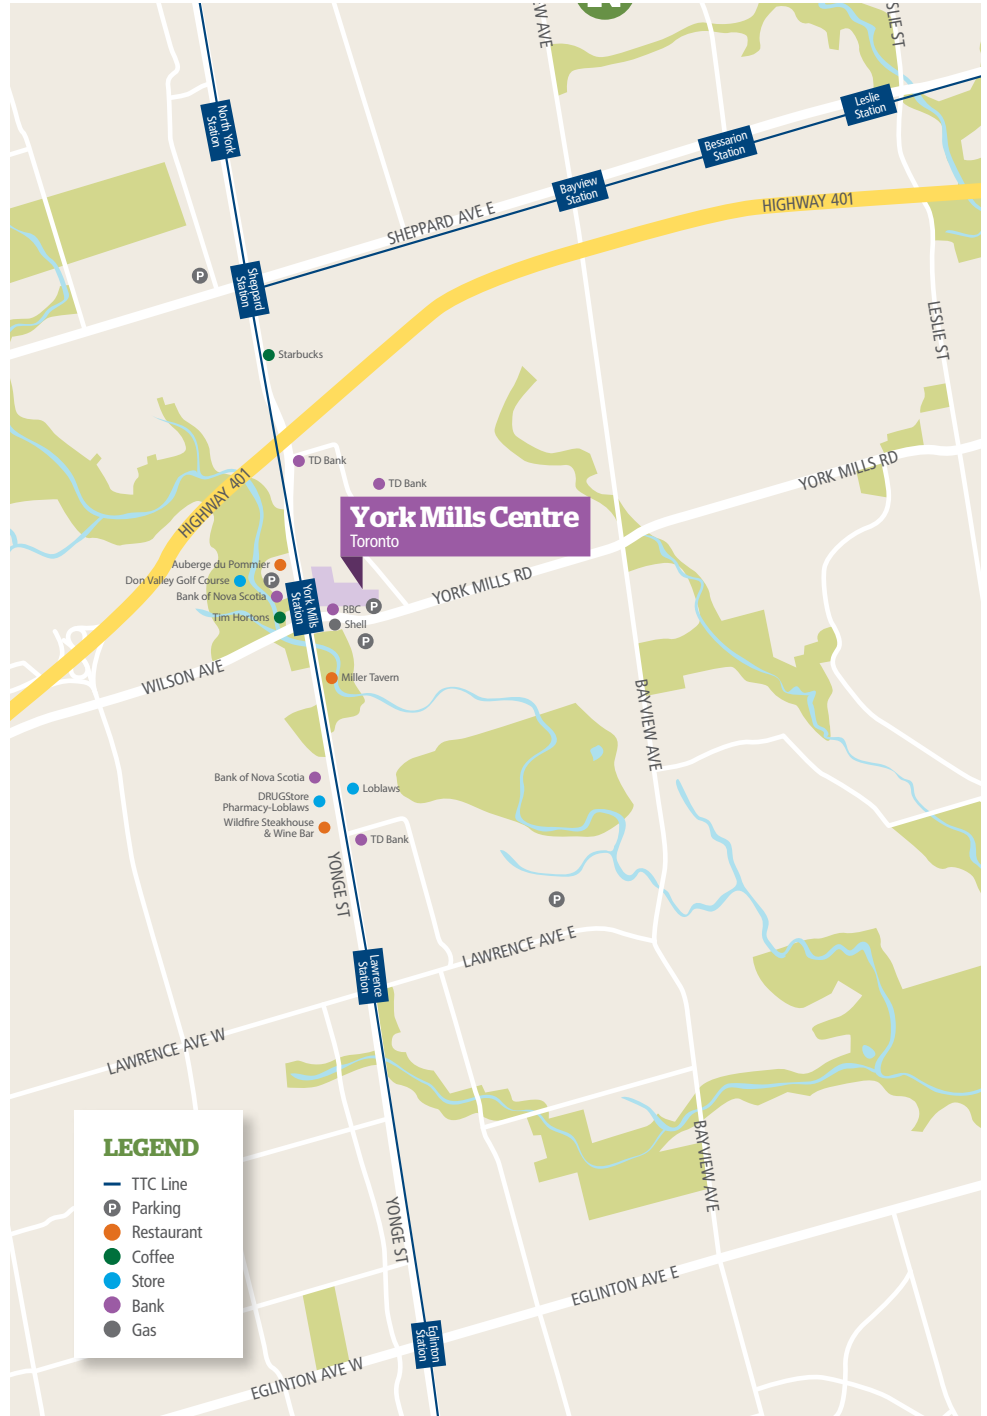 W AVE
SLIE ST
North York
Station
Leslie
Station
Bessarion
Station
Bayview
Station
HIGHWAY 401
SHEPPARD AVE E
P
Sheppard
Station
LESLIE ST
Starbucks
TD Bank
TD Bank
YORK MILLS RD
HIGHWAY 401
York Mills Centre
Toronto
Auberge du Pommier
Don Valley Golf Course
P
Bank of Nova Scotia
Tim Hortons
York Mills
Station
YORK MILLS RD
RBC
P
Shell
P
WILSON AVE
Miller Tavern
BAYVIEW AVE
Bank of Nova Scotia
Loblaws
DRUGStore
Pharmacy-Loblaws
Wildfire Steakhouse
& Wine Bar
TD Bank
YONGE ST
P
LAWRENCE AVE E
Lawrence
Station
LAWRENCE AVE W
BAYVIEW AVE
LEGEND
TTC Line
P
Parking
Restaurant
Coffee
Store
Bank
Gas
YONGE ST
EGLINTON AVE E
Eglinton
Station
EGLINTON AVE W